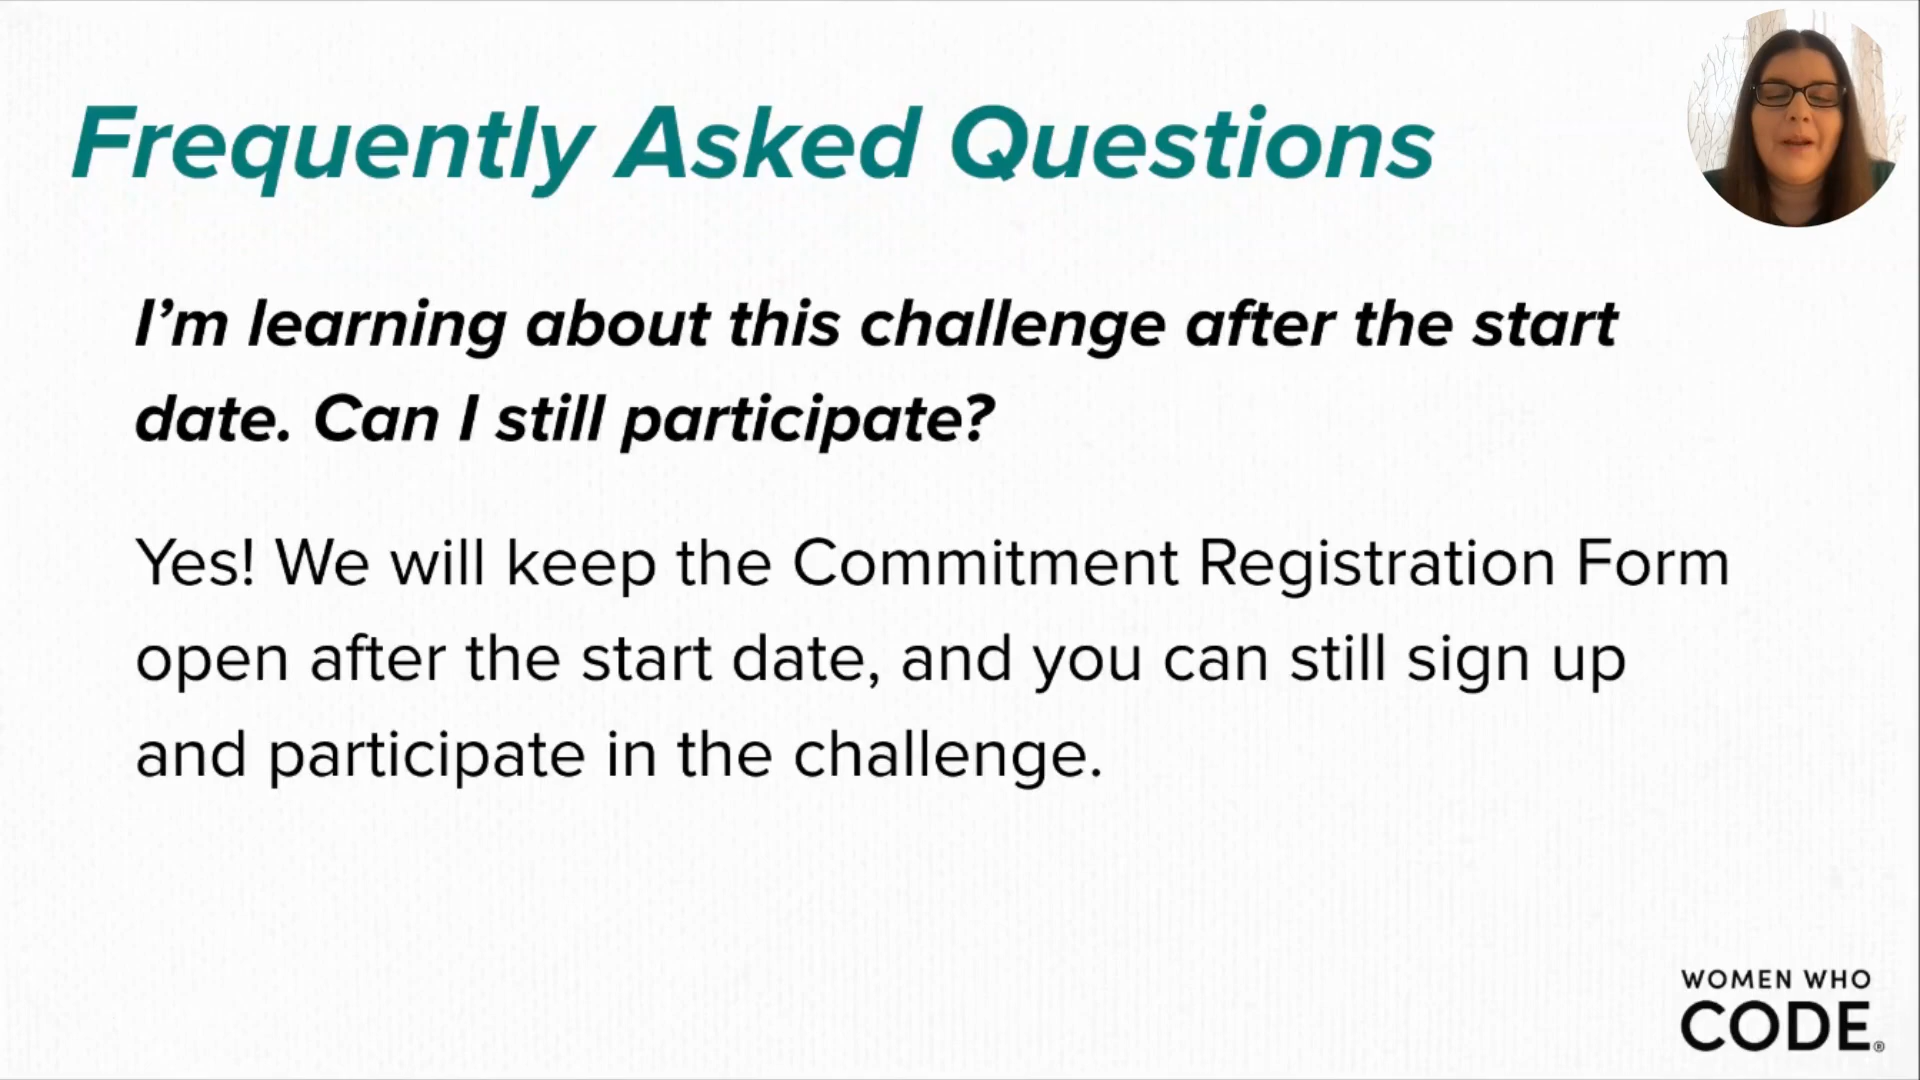 Frequently Asked Questions
I’m learning about this challenge after the start
date. Can I still participate?
Yes! We will keep the Commitment Registration Form
open after the start date, and you can still sign up
and participate in the challenge.
WOMEN WHO
CODE®